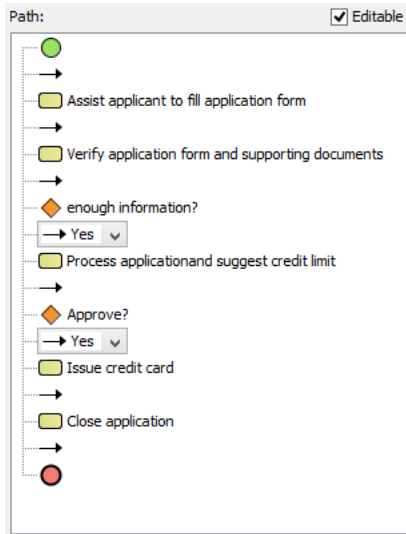 Path:
Editable
Assist applicant to fill application form
Verify application form and supporting documents
enough information?
Yes
Process applicationand suggest credit limit
Approve?
Yes
Issue credit card
Close application